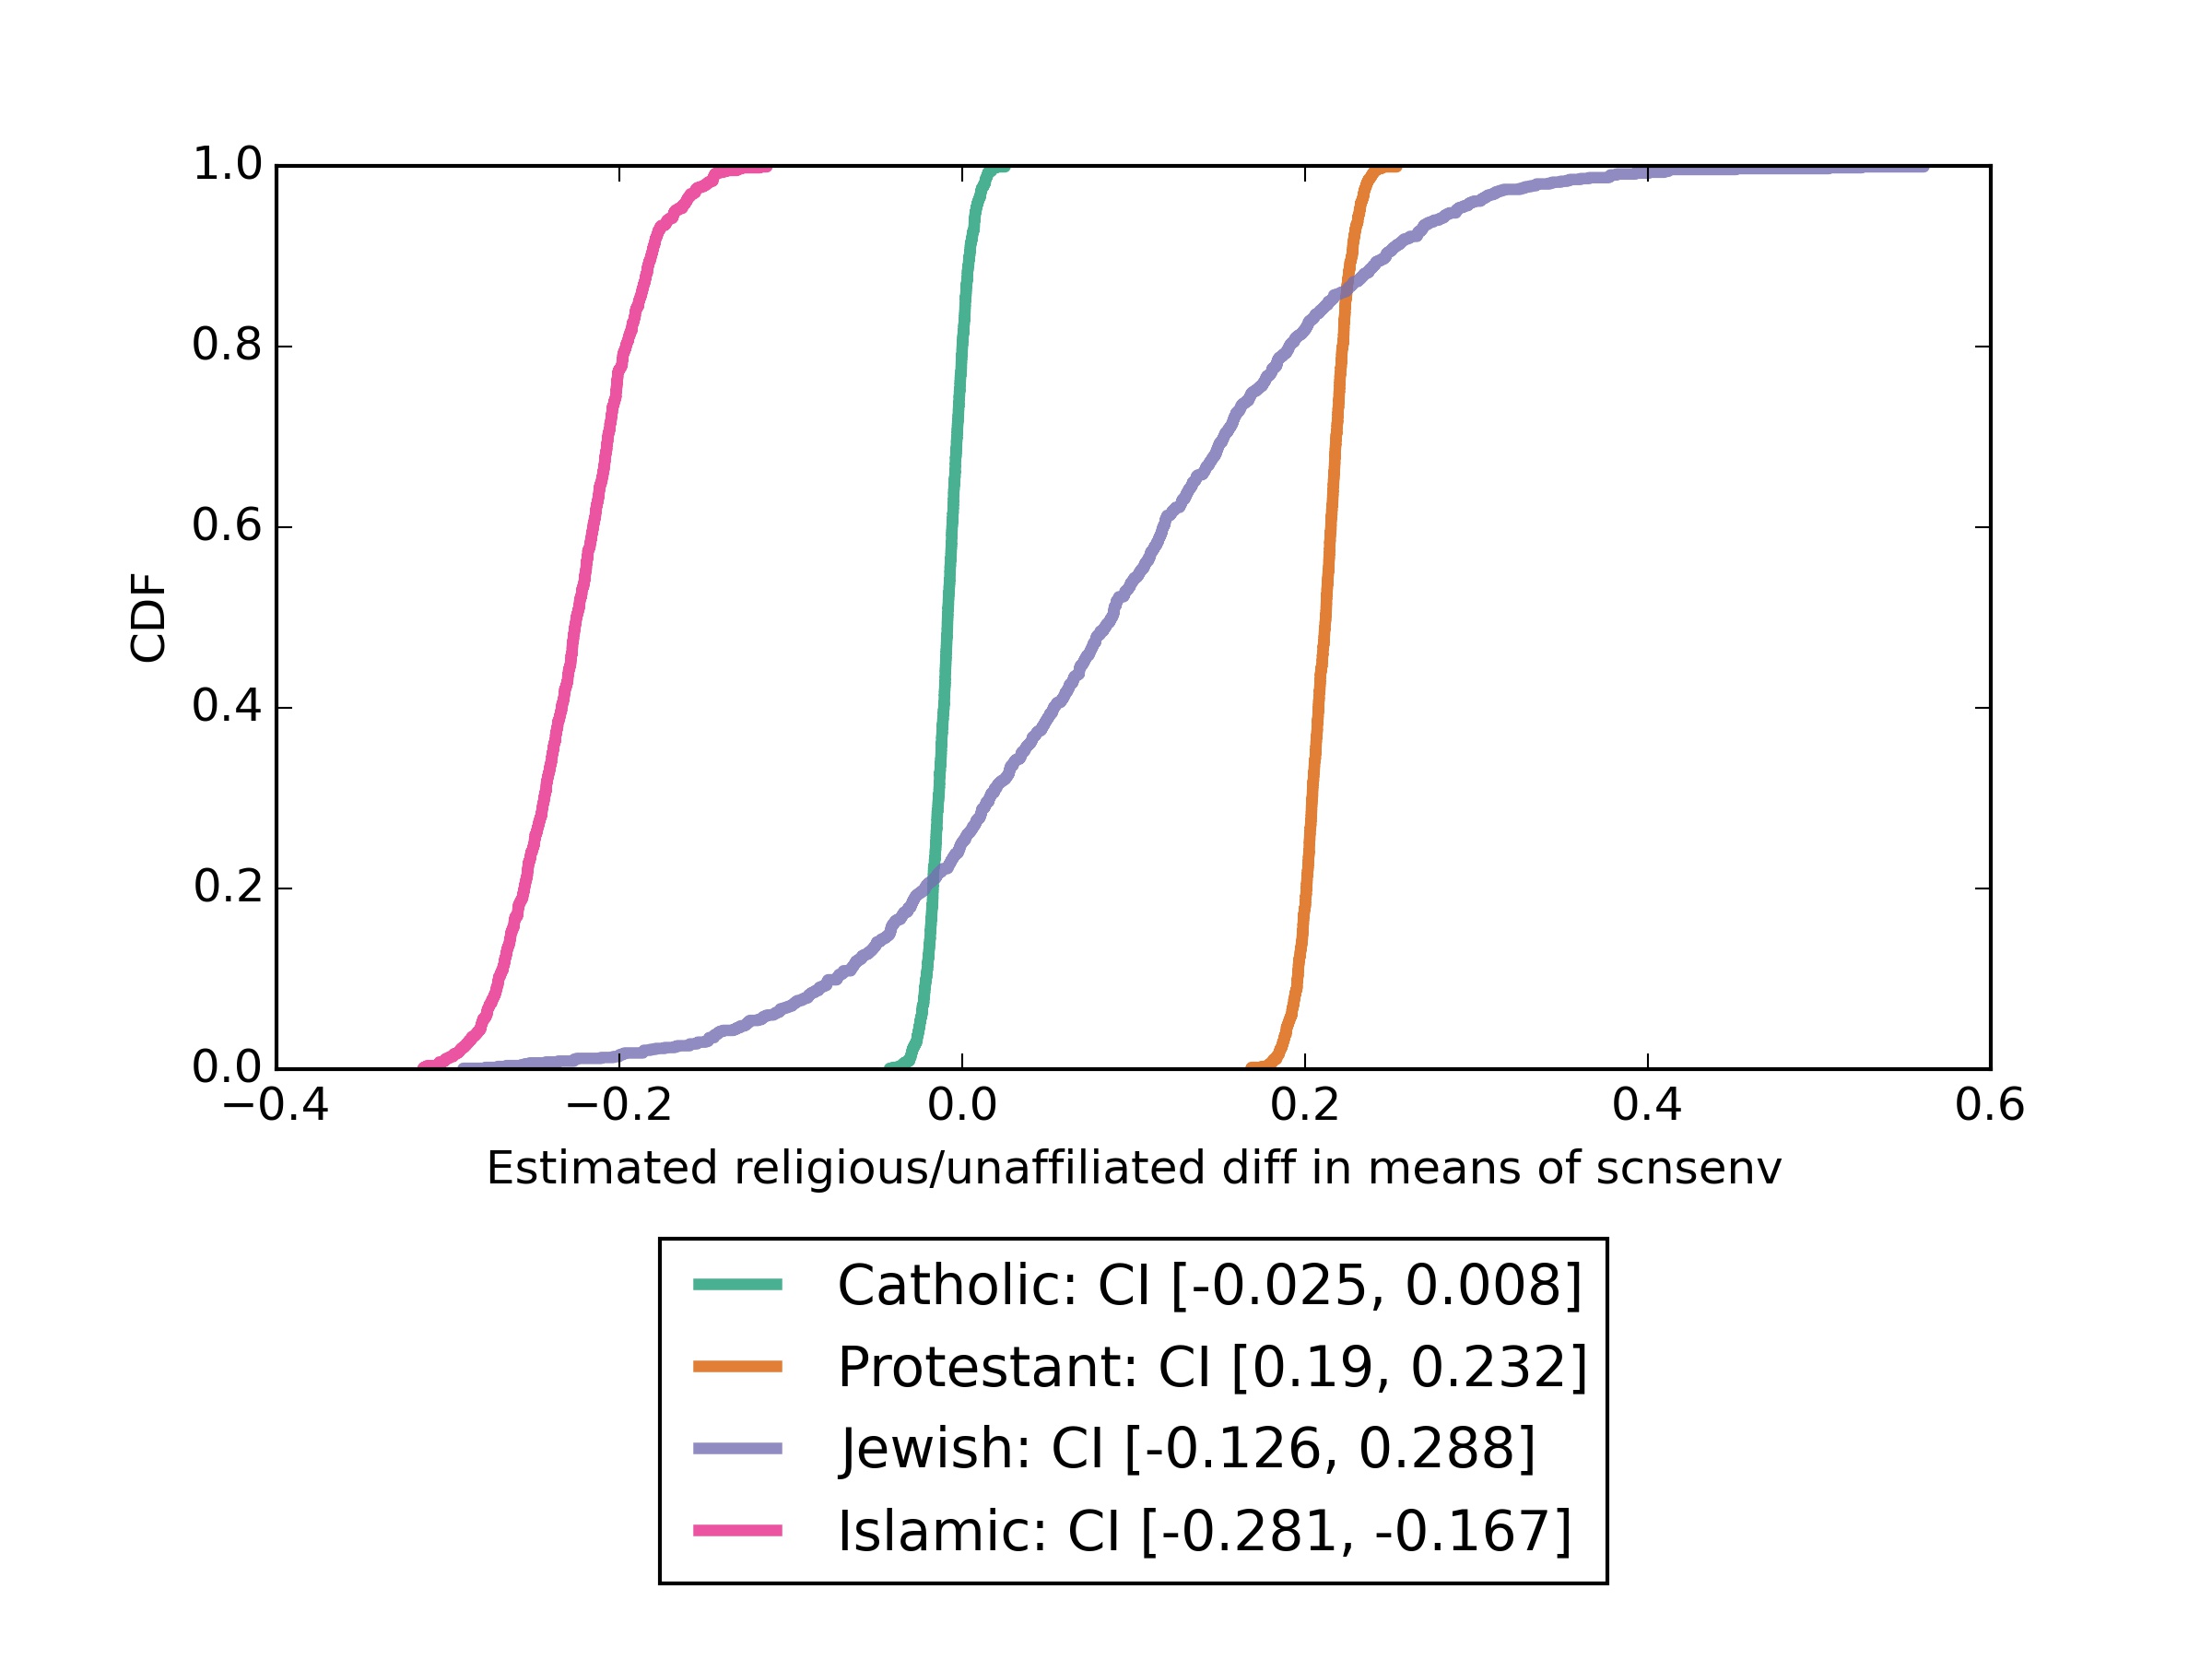 1.0
0.8
0.6
0.4
0.2
0.0
CDF
−0.4 −0.2 0.0 0.2 0.4 0.6
Estimated religious/unaffiliated diff in means of scnsenv
Catholic: CI [-0.025, 0.008]
Protestant: CI [0.19, 0.232]
Jewish: CI [-0.126, 0.288]
Islamic: CI [-0.281, -0.167]